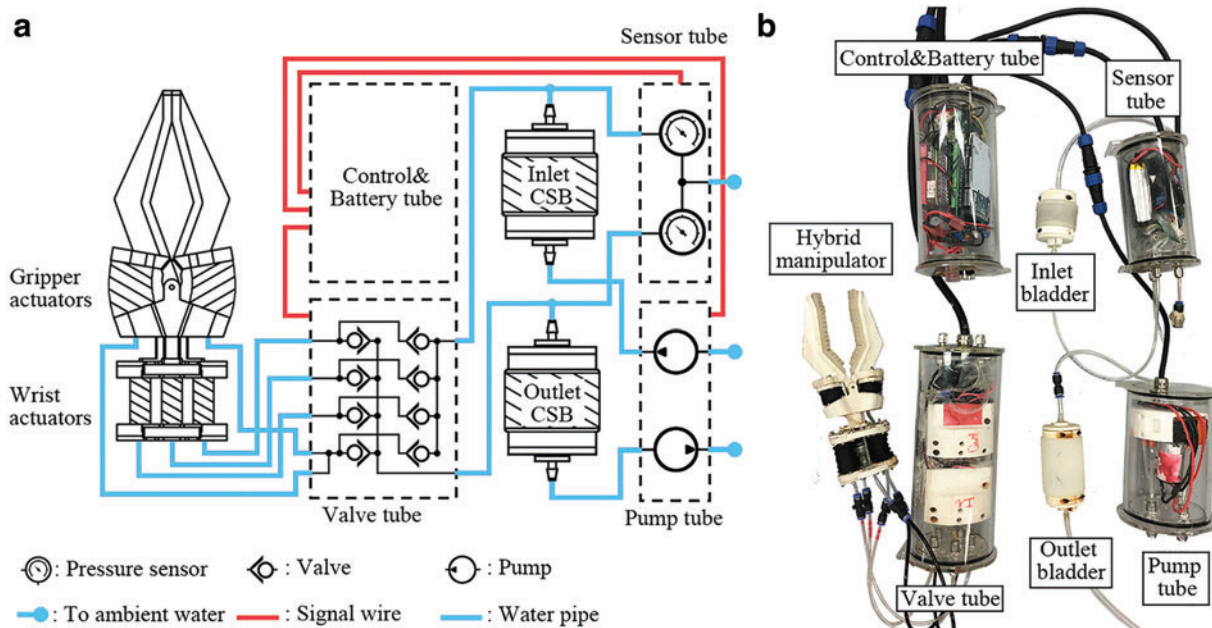 a
Sensor tube
Control&
Battery tube
Inlet
CSB
Gripper
actuators
Wrist
actuators
Outlet
CSB
Valve tube
Pump tube
: Pressure sensor
: Valve
: Pump
: To ambient water
: Signal wire
: Water pipe
b
Control&Battery tube
Sensor
tube
Hybrid
manipulator
Inlet
bladder
Outlet
bladder
Valve tube
Pump
tube